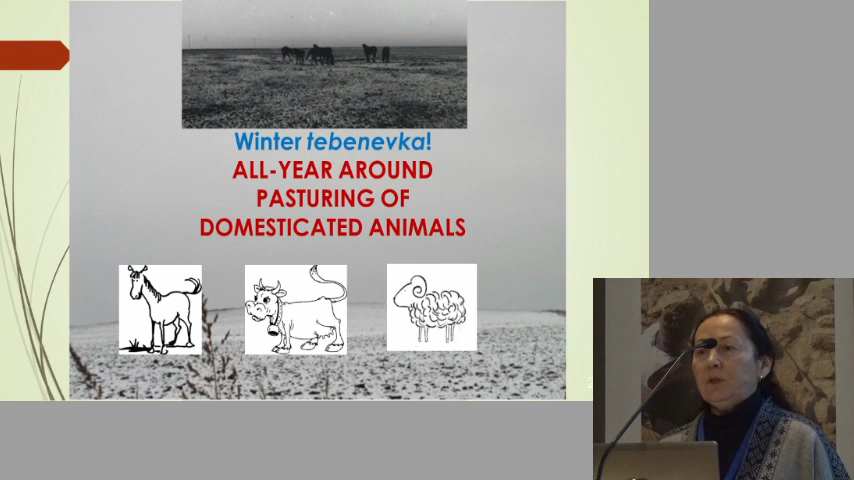 Winter tebenevka!
ALL-YEAR AROUND
PASTURING OF
DOMESTICATED ANIMALS